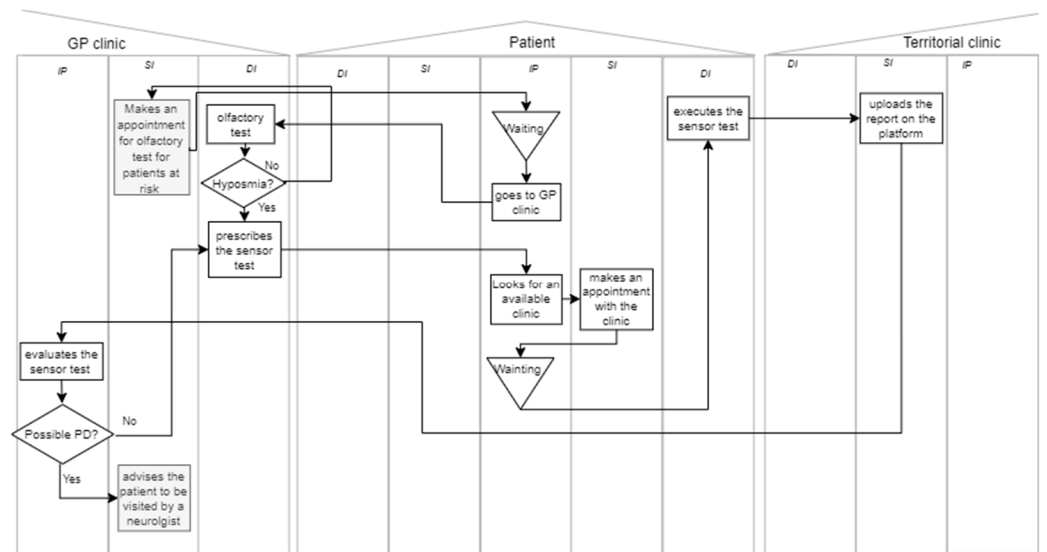 GP clinic
Patient
Territorial clinic
IP
SI
DI
DI
SI
IP
SI
DI
DI
SI
IP
Makes an
appointment
for olfactory
test for
patients at
risk
olfactory
test
No
Hyposmia?
Yes
prescribes
the sensor
test
Waiting
goes to GP
clinic
executes the
sensor test
uploads the
report on the
platform
Looks for an
available
clinic
makes an
appointment
with the
clinic
Wainting
evaluates the
sensor test
Possible PD?
No
Yes
advises the
patient to be
visited by a
neurolgist